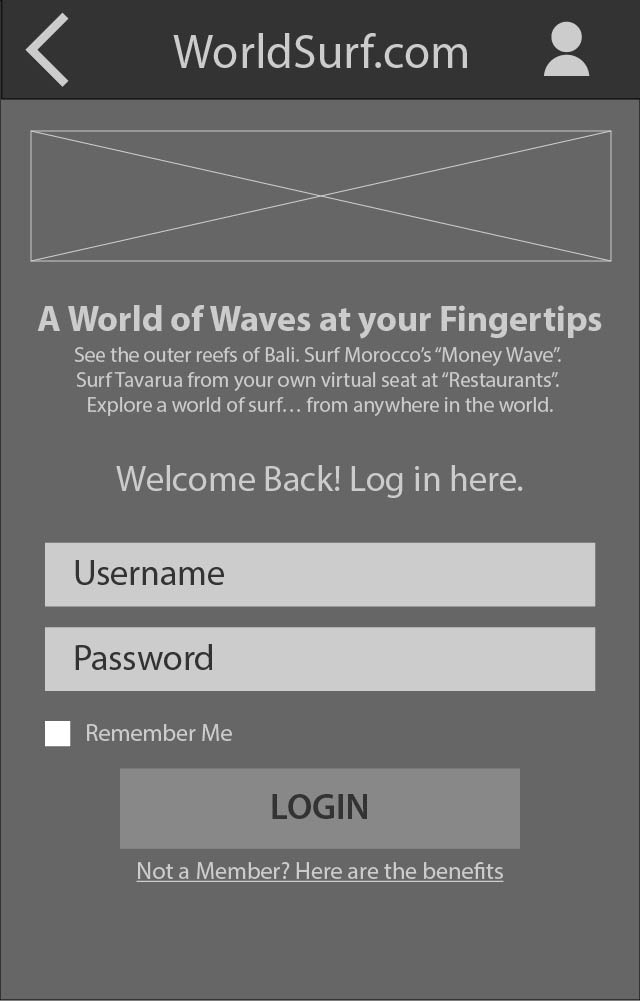 WorldSurf.com
A World of Waves at your Fingertips
See the outer reefs of Bali. Surf Morocco’s “Money Wave”.
Surf Tavarua from your own virtual seat at “Restaurants”.
Explore a world of surf… from anywhere in the world.
Welcome Back! Log in here.
Username
Password
Remember Me
LOGIN
Not a Member? Here are the benefits